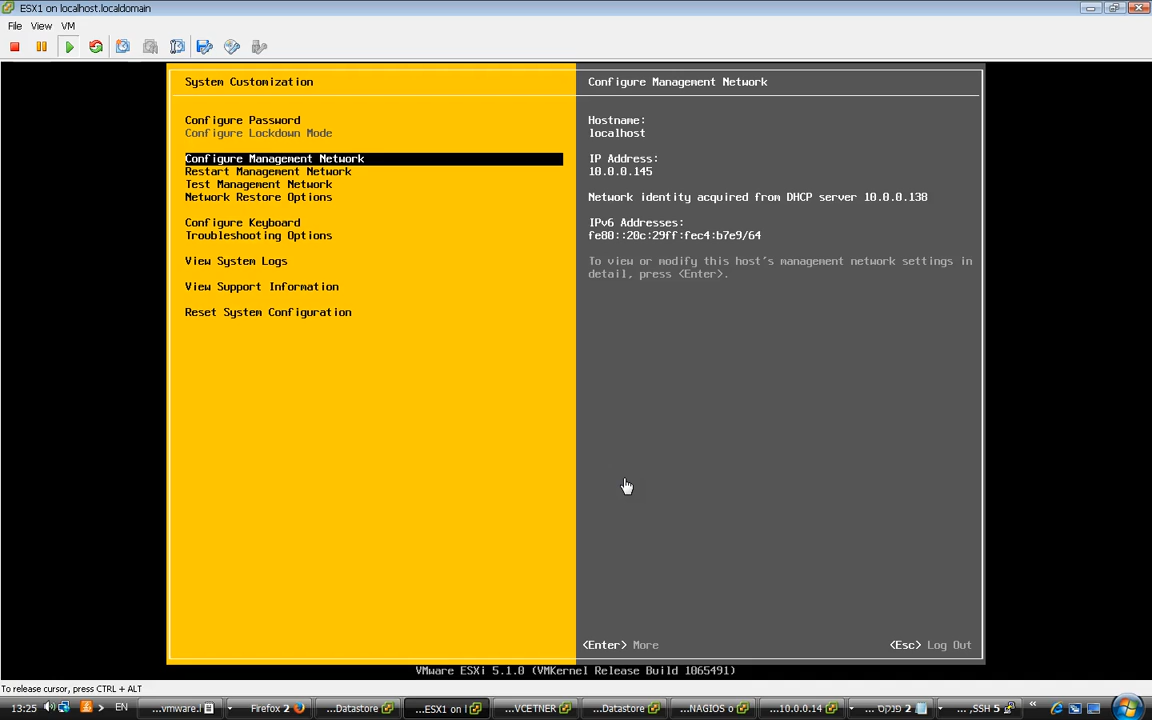 ESX1 on localhost.localdomain
File View VM
System Customization
Configure Password
Configure Lockdown Mode
Configure Management Network
Restart Management Network
Test Management Network
Network Restore Options
Configure Keyboard
Troubleshooting Options
View System Logs
View Support Information
Reset System Configuration
Configure Management Network
Hostname:
localhost
IP Address:
10.0.0.145
Network identity acquired from DHCP server 10.0.0.138
IPv6 Addresses:
fe80::20c:29ff:fec4:b7e9/64
To view or modify this host's management network settings in
detail, press <Enter>.
<Enter> More
<Esc> Log Out
VMware ESXi 5.1.0 (VMKernel Release Build 1065491)
To release cursor, press CTRL + ALT
13:25 EN ...vmware.l Firefox 2 ...Datastore ...ESX1 on l ...VCETNER ...Datastore ...NAGIOS o ...10.0.0.14 2 פנקס... ...,SSH 5